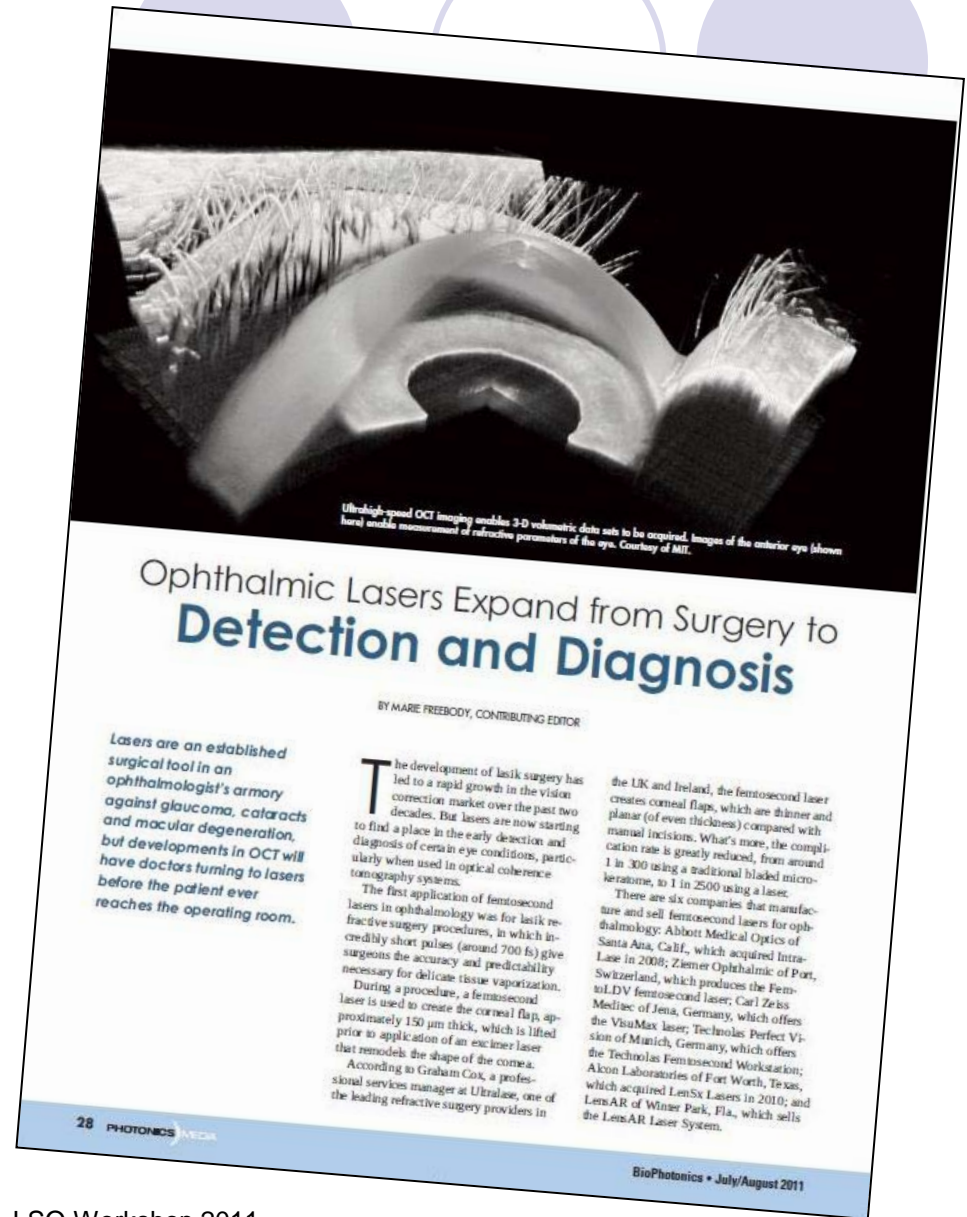 Ultrahigh-speed OCT imaging enables 3-D volumetric data sets to be acquired. Images of the anterior eye (shown
here) enable measurement of refractive parameters of the eye. Courtesy of MIT.
Ophthalmic Lasers Expand from Surgery to
Detection and Diagnosis
BY MARIE FREEBODY, CONTRIBUTING EDITOR
Lasers are an established
surgical tool in an
ophthalmologist's armory
against glaucoma, cataracts
and macular degeneration,
but developments in OCT will
have doctors turning to lasers
before the patient ever
reaches the operating room.
The development of lasik surgery has
led to a rapid growth in the vision
correction market over the past two
decades. But lasers are now starting
to find a place in the early detection and
diagnosis of certain eye conditions, partic-
ularly when used in optical coherence
tomography systems.
The first application of femtosecond
lasers in ophthalmology was for lasik re-
fractive surgery procedures, in which in-
credibly short pulses (around 700 fs) give
surgeons the accuracy and predictability
necessary for delicate tissue vaporization.
During a procedure, a femtosecond
laser is used to create the corneal flap, ap-
proximately 150 µm thick, which is lifted
prior to application of an excimer laser
that remodels the shape of the cornea.
According to Graham Cox, a profes-
sional services manager at Ultralase, one of
the leading refractive surgery providers in
the UK and Ireland, the femtosecond laser
creates corneal flaps, which are thinner and
planar (of even thickness) compared with
manual incisions. What's more, the compli-
cation rate is greatly reduced, from around
1 in 300 using a traditional bladed micro-
keratome, to 1 in 2500 using a laser.
There are six companies that manufac-
ture and sell femtosecond lasers for oph-
thalmology: Abbott Medical Optics of
Santa Ana, Calif., which acquired Intra-
Lase in 2008; Ziemer Ophthalmic of Port,
Switzerland, which produces the Fem-
toLDV femtosecond laser; Carl Zeiss
Meditec of Jena, Germany, which offers
the VisuMax laser; Technolas Perfect Vi-
sion of Munich, Germany, which offers
the Technolas Femtosecond Workstation;
Alcon Laboratories of Fort Worth, Texas,
which acquired LenSx Lasers in 2010; and
LensAR of Winter Park, Fla., which sells
the LensAR Laser System.
28 PHOTONICS MEDIA
BioPhotonics • July/August 2011
LSO Workshop 2011